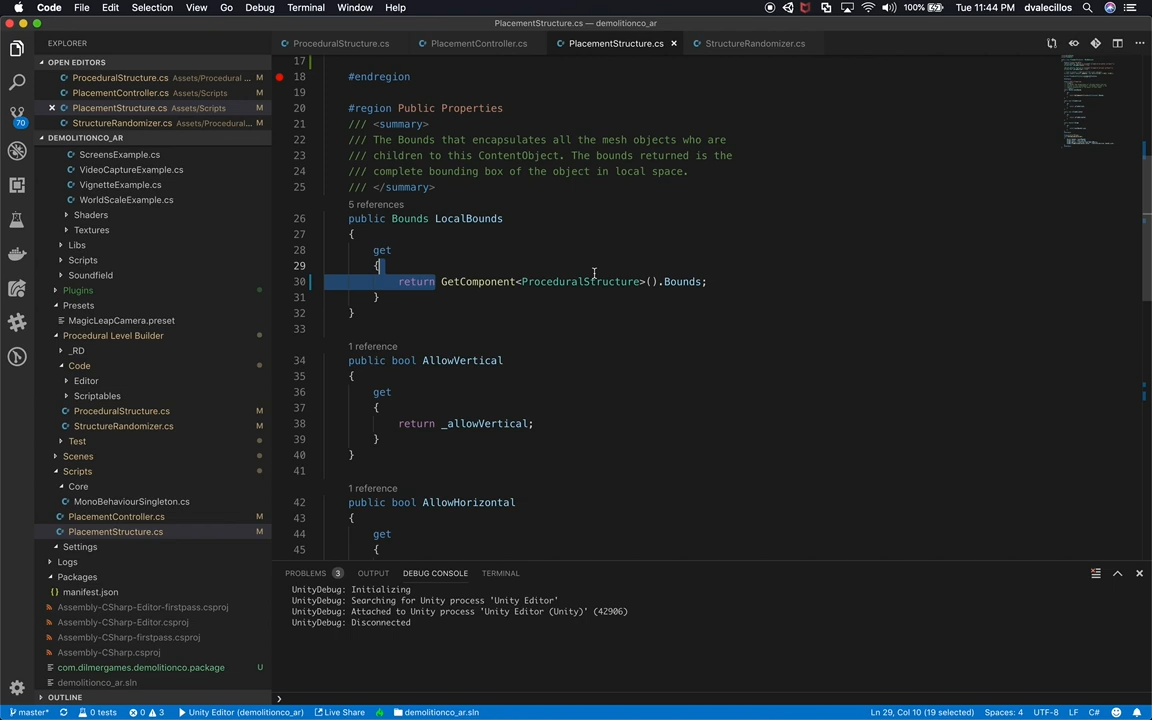 Code File Edit Selection View Go Debug Terminal Window Help 100% Tue 11:44 PM dvalecillos
PlacementStructure.cs — demolitionco_ar
EXPLORER
ProceduralStructure.cs PlacementController.cs PlacementStructure.cs × StructureRandomizer.cs ...
OPEN EDITORS
ProceduralStructure.cs Assets/Procedural ... M
PlacementController.cs Assets/Scripts M
× PlacementStructure.cs Assets/Scripts M
StructureRandomizer.cs Assets/Procedural... M
70
DEMOLITIONCO_AR
ScreensExample.cs
VideoCaptureExample.cs
VignetteExample.cs
WorldScaleExample.cs
Shaders
Textures
Libs
Scripts
Soundfield
Plugins
Presets
MagicLeapCamera.preset
Procedural Level Builder
_RD
Code
Editor
Scriptables
ProceduralStructure.cs M
StructureRandomizer.cs M
Test
Scenes
Scripts
Core
MonoBehaviourSingleton.cs
PlacementController.cs M
PlacementStructure.cs M
Settings
Logs
Packages
{} manifest.json
Assembly-CSharp-Editor-firstpass.csproj
Assembly-CSharp-Editor.csproj
Assembly-CSharp-firstpass.csproj
Assembly-CSharp.csproj
com.dilmergames.demolitionco.package U
demolitionco_ar.sln
OUTLINE
17
18 #endregion
19
20 #region Public Properties
21 /// <summary>
22 /// The Bounds that encapsulates all the mesh objects who are
23 /// children to this ContentObject. The bounds returned is the
24 /// complete bounding box of the object in local space.
25 /// </summary>
5 references
26 public Bounds LocalBounds
27 {
28 get
29 {
30 return GetComponent<ProceduralStructure>().Bounds;
31 }
32 }
33
1 reference
34 public bool AllowVertical
35 {
36 get
37 {
38 return _allowVertical;
39 }
40 }
41
1 reference
42 public bool AllowHorizontal
43 {
44 get
45 {
PROBLEMS 3 OUTPUT DEBUG CONSOLE TERMINAL
UnityDebug: Initializing
UnityDebug: Searching for Unity process 'Unity Editor'
UnityDebug: Attached to Unity process 'Unity Editor (Unity)' (42906)
UnityDebug: Disconnected
master* 0 tests 0 3 Unity Editor (demolitionco_ar) Live Share demolitionco_ar.sln Ln 29, Col 10 (19 selected) Spaces: 4 UTF-8 LF C#